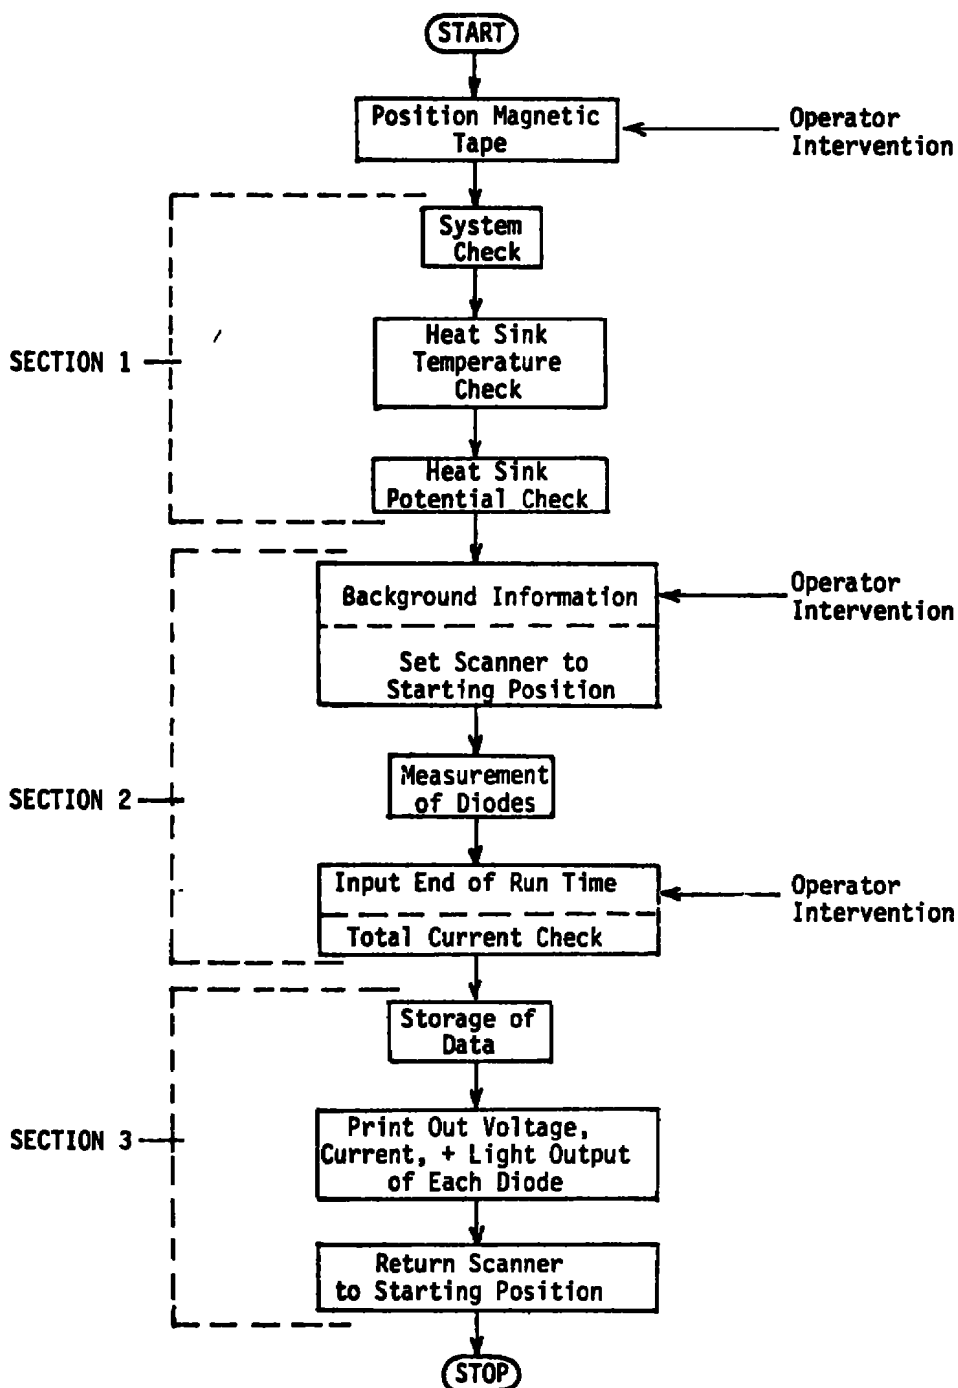 START
Position Magnetic
Tape
Operator
Intervention
System
Check
Heat Sink
Temperature
Check
SECTION 1
Heat Sink
Potential Check
Background Information
Operator
Intervention
Set Scanner to
Starting Position
Measurement
of Diodes
SECTION 2
Input End of Run Time
Operator
Intervention
Total Current Check
Storage of
Data
SECTION 3
Print Out Voltage,
Current, + Light Output
of Each Diode
Return Scanner
to Starting Position
STOP